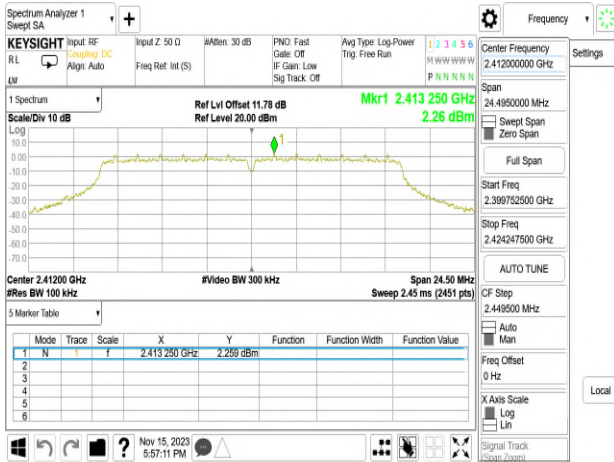 Spectrum Analyzer 1
Swept SA
+
Frequency
KEYSIGHT Input: RF
Coupling: DC
Align: Auto
RL
Input Z: 50 Ω
Freq Ref: Int (S)
#Atten: 30 dB
PNO: Fast
Gate: Off
IF Gain: Low
Sig Track: Off
Avg Type: Log-Power
Trig: Free Run
1 2 3 4 5 6
M W W W W W
P N N N N N
1 Spectrum
Scale/Div 10 dB
Ref Lvl Offset 11.78 dB
Ref Level 20.00 dBm
Mkr1 2.413 250 GHz
2.26 dBm
Log
10.0
0.00
-10.0
-20.0
-30.0
-40.0
-50.0
-60.0
-70.0
1
Center 2.41200 GHz
#Res BW 100 kHz
#Video BW 300 kHz
Span 24.50 MHz
Sweep 2.45 ms (2451 pts)
5 Marker Table
Mode Trace Scale X Y Function Function Width Function Value
1 N 1 f 2.413 250 GHz 2.259 dBm
2
3
4
5
6
Nov 15, 2023
5:57:11 PM
Center Frequency
2.412000000 GHz
Settings
Span
24.4950000 MHz
Swept Span
Zero Span
Full Span
Start Freq
2.399752500 GHz
Stop Freq
2.424247500 GHz
AUTO TUNE
CF Step
2.449500 MHz
Auto
Man
Freq Offset
0 Hz
X Axis Scale
Log
Lin
Local
Signal Track
(Span Zoom)